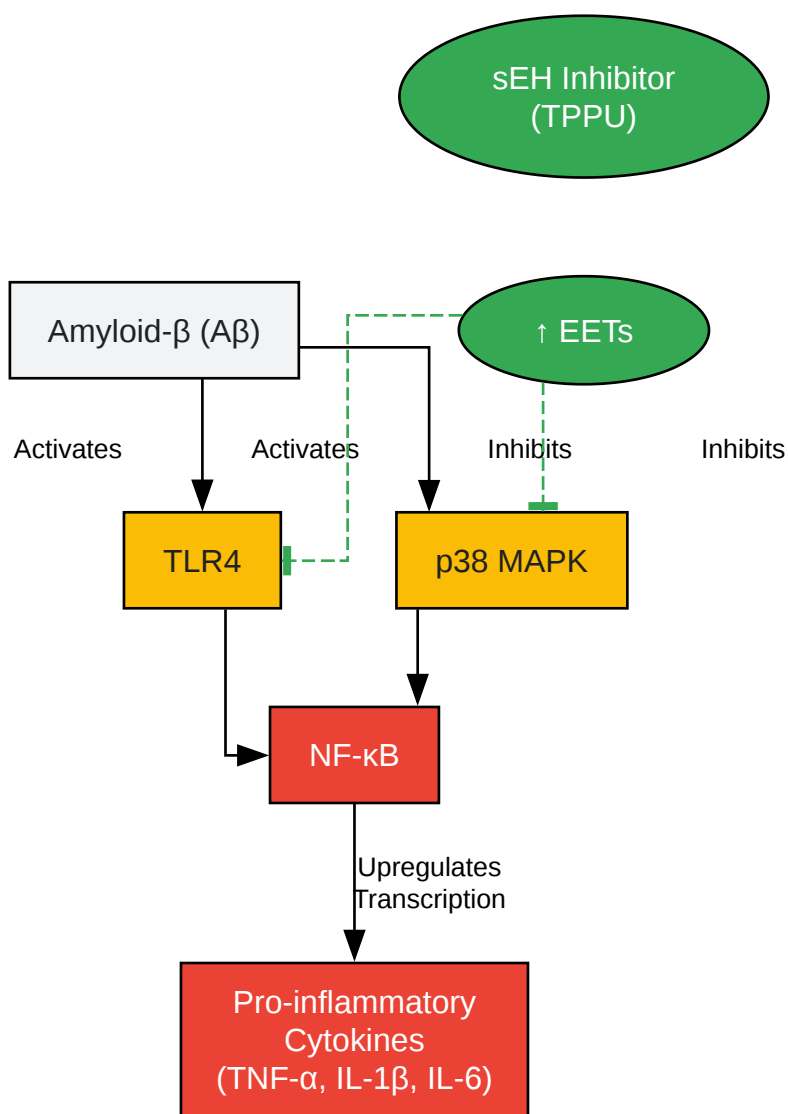 sEH Inhibitor
(TPPU)
Amyloid-β (Aβ)
↑ EETs
Activates
Activates
Inhibits
Inhibits
TLR4
p38 MAPK
NF-κB
Upregulates
Transcription
Pro-inflammatory
Cytokines
(TNF-α, IL-1β, IL-6)